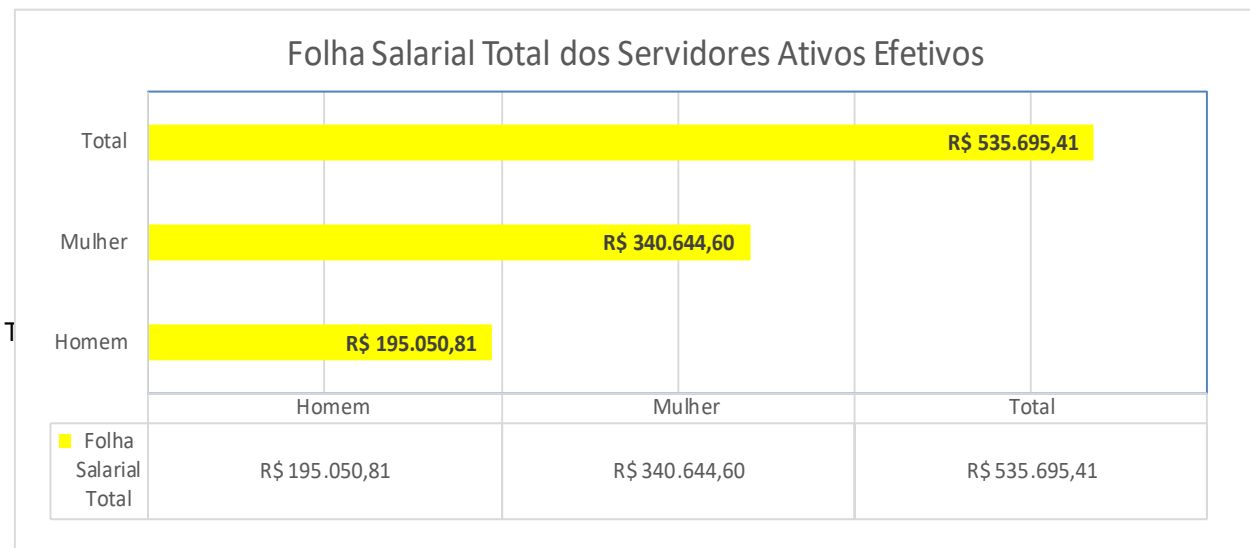 Folha Salarial Total dos Servidores Ativos Efetivos
Total
R$ 535.695,41
Mulher
R$ 340.644,60
T
Homem
R$ 195.050,81
Homem Mulher Total
Folha
Salarial
Total
R$ 195.050,81 R$ 340.644,60 R$ 535.695,41